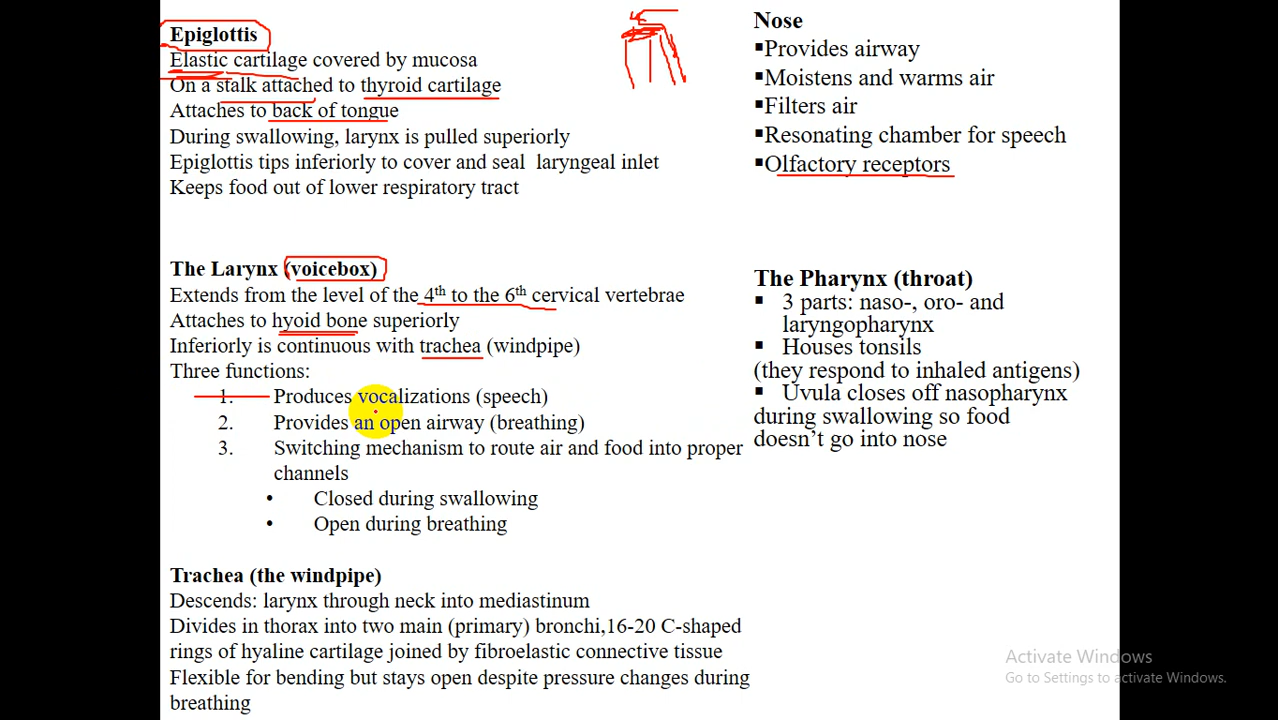 Epiglottis
Elastic cartilage covered by mucosa
On a stalk attached to thyroid cartilage
Attaches to back of tongue
During swallowing, larynx is pulled superiorly
Epiglottis tips inferiorly to cover and seal laryngeal inlet
Keeps food out of lower respiratory tract
The Larynx (voicebox)
Extends from the level of the 4th to the 6th cervical vertebrae
Attaches to hyoid bone superiorly
Inferiorly is continuous with trachea (windpipe)
Three functions:
1. Produces vocalizations (speech)
2. Provides an open airway (breathing)
3. Switching mechanism to route air and food into proper
channels
• Closed during swallowing
• Open during breathing
Trachea (the windpipe)
Descends: larynx through neck into mediastinum
Divides in thorax into two main (primary) bronchi,16-20 C-shaped
rings of hyaline cartilage joined by fibroelastic connective tissue
Flexible for bending but stays open despite pressure changes during
breathing
Nose
▪Provides airway
▪Moistens and warms air
▪Filters air
▪Resonating chamber for speech
▪Olfactory receptors
The Pharynx (throat)
▪ 3 parts: naso-, oro- and
laryngopharynx
▪ Houses tonsils
(they respond to inhaled antigens)
▪ Uvula closes off nasopharynx
during swallowing so food
doesn't go into nose
Activate Windows
Go to Settings to activate Windows.